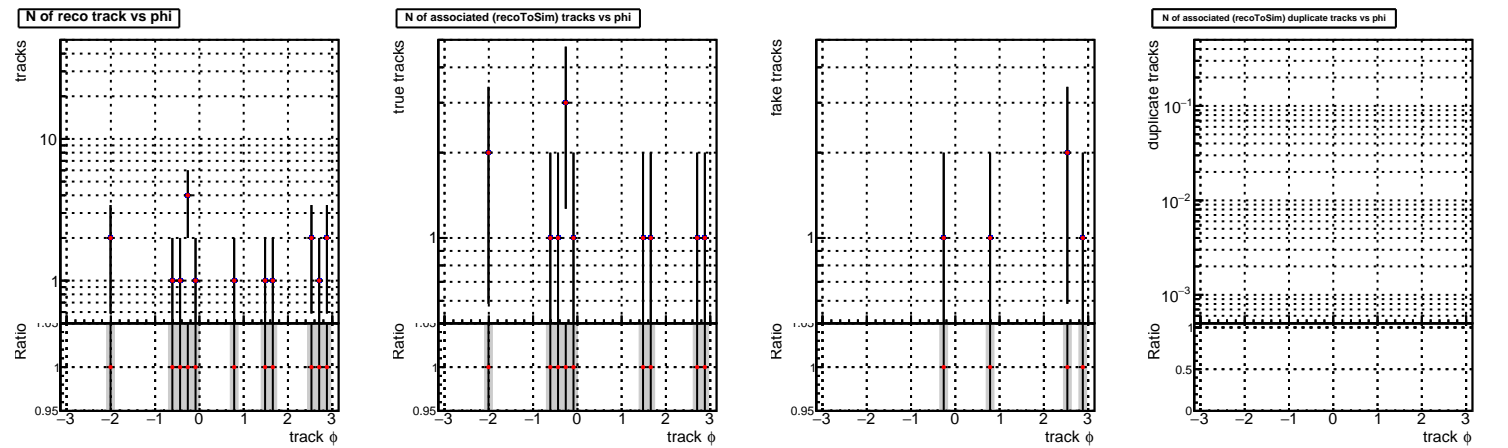 N of reco track vs phi
tracks
10
1
Ratio
1.05
1
0.95
−3 −2 −1 0 1 2 3
track ϕ
N of associated (recoToSim) tracks vs phi
true tracks
1
Ratio
1.05
1
0.95
−3 −2 −1 0 1 2 3
track ϕ
fake tracks
1
Ratio
1.05
1
0.95
−3 −2 −1 0 1 2 3
track ϕ
N of associated (recoToSim) duplicate tracks vs phi
duplicate tracks
10⁻¹
10⁻²
10⁻³
Ratio
1
0.5
0
−3 −2 −1 0 1 2 3
track ϕ